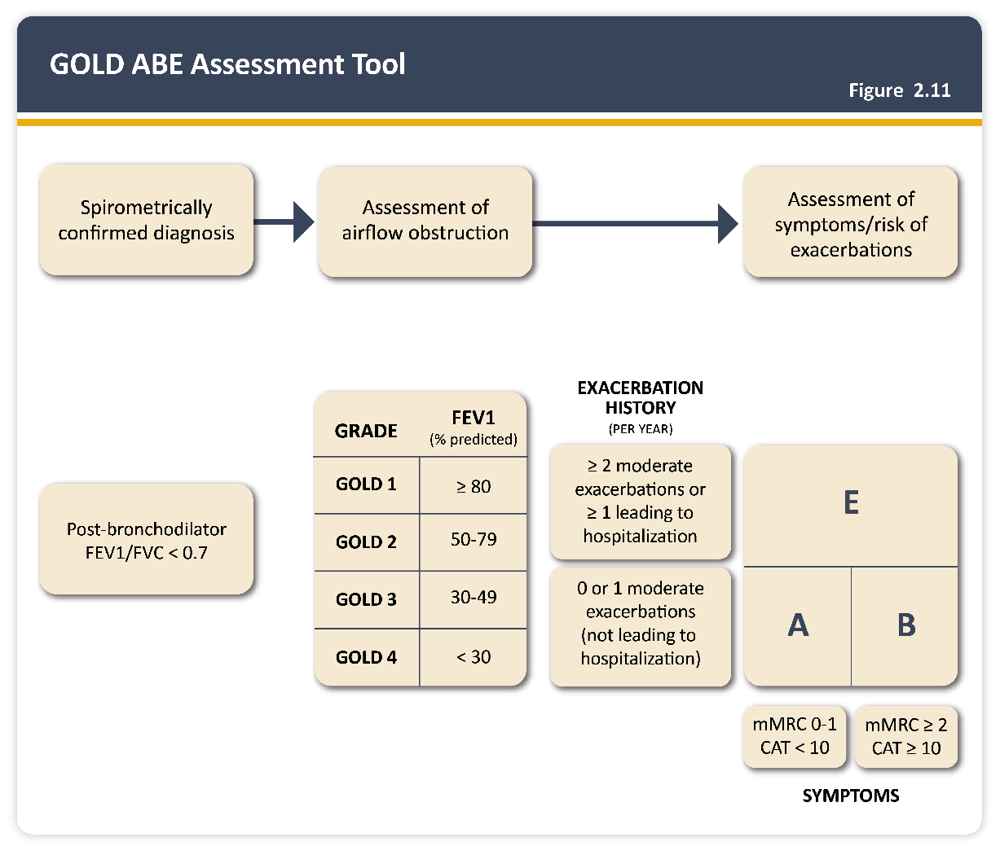 GOLD ABE Assessment Tool
Figure 2.11
Spirometrically
confirmed diagnosis
Assessment of
airflow obstruction
Assessment of
symptoms/risk of
exacerbations
Post-bronchodilator
FEV1/FVC < 0.7
GRADE
FEV1
(% predicted)
GOLD 1
≥ 80
GOLD 2
50-79
GOLD 3
30-49
GOLD 4
< 30
EXACERBATION
HISTORY
(PER YEAR)
≥ 2 moderate
exacerbations or
≥ 1 leading to
hospitalization
0 or 1 moderate
exacerbations
(not leading to
hospitalization)
E
A
B
mMRC 0-1
CAT < 10
mMRC ≥ 2
CAT ≥ 10
SYMPTOMS